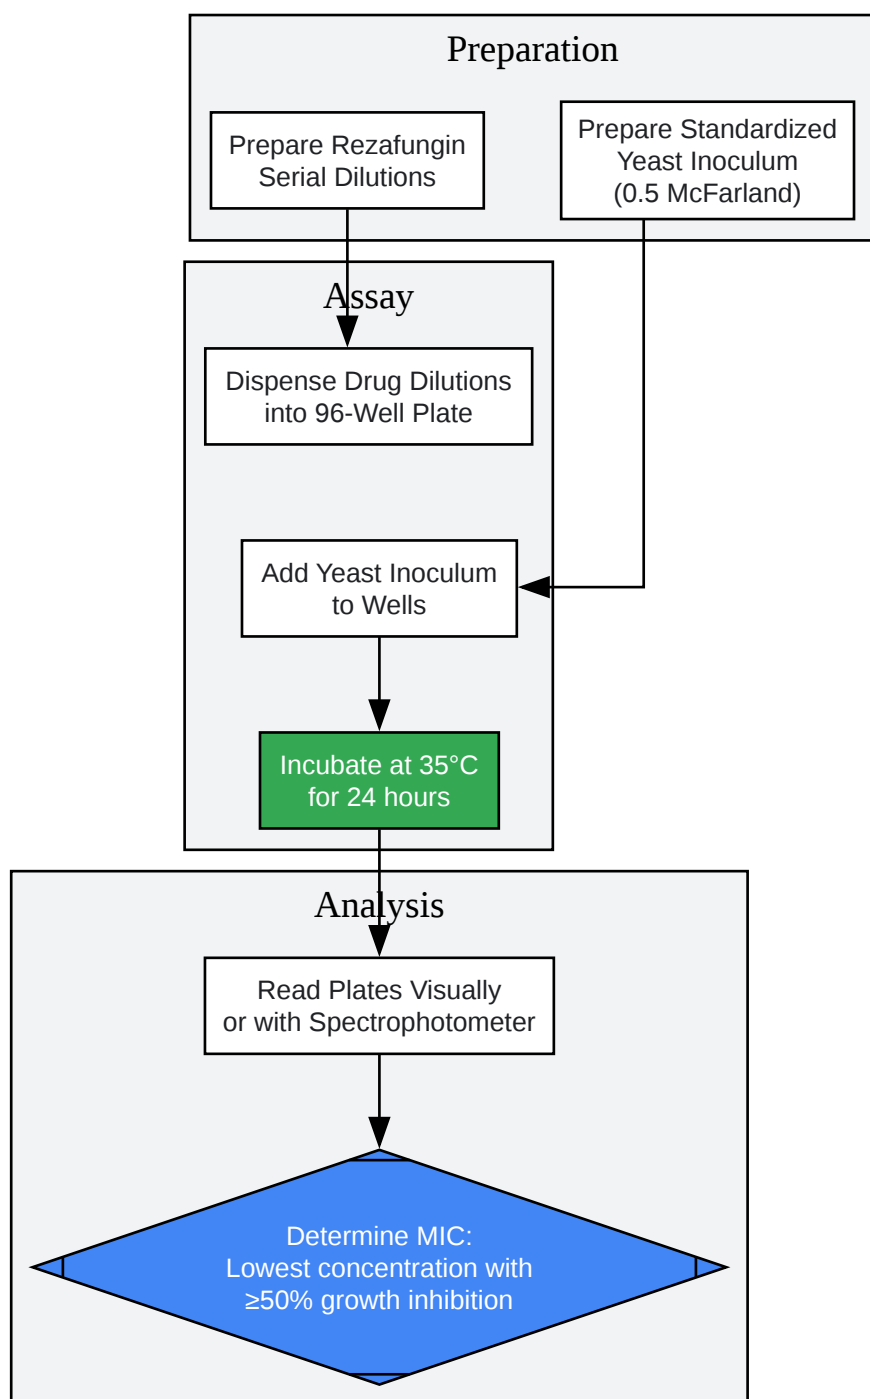 Preparation
Prepare Rezafungin
Serial Dilutions
Prepare Standardized
Yeast Inoculum
(0.5 McFarland)
Assay
Dispense Drug Dilutions
into 96-Well Plate
Add Yeast Inoculum
to Wells
Incubate at 35°C
for 24 hours
Analysis
Read Plates Visually
or with Spectrophotometer
Determine MIC:
Lowest concentration with
≥50% growth inhibition